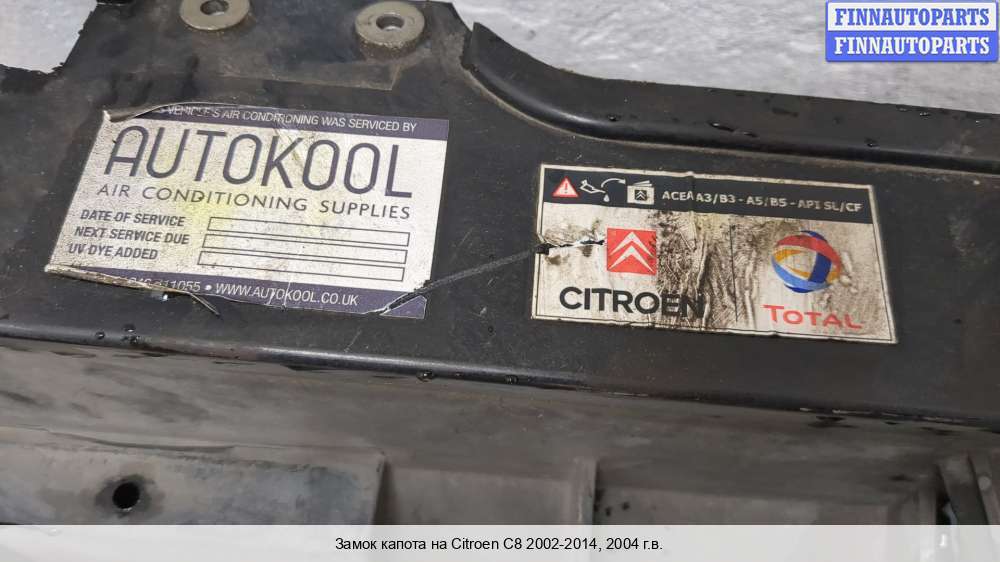 FINNAUTOPARTS
FINNAUTOPARTS
VEHICLE'S AIR CONDITIONING WAS SERVICED BY
AUTOKOOL
AIR CONDITIONING SUPPLIES
DATE OF SERVICE
NEXT SERVICE DUE
UV DYE ADDED
11055 • WWW.AUTOKOOL.CO.UK
ACEA A3/B3 - A5/B5 - API SL/CF
CITROËN
TOTAL
Замок капота на Citroen C8 2002-2014, 2004 г.в.